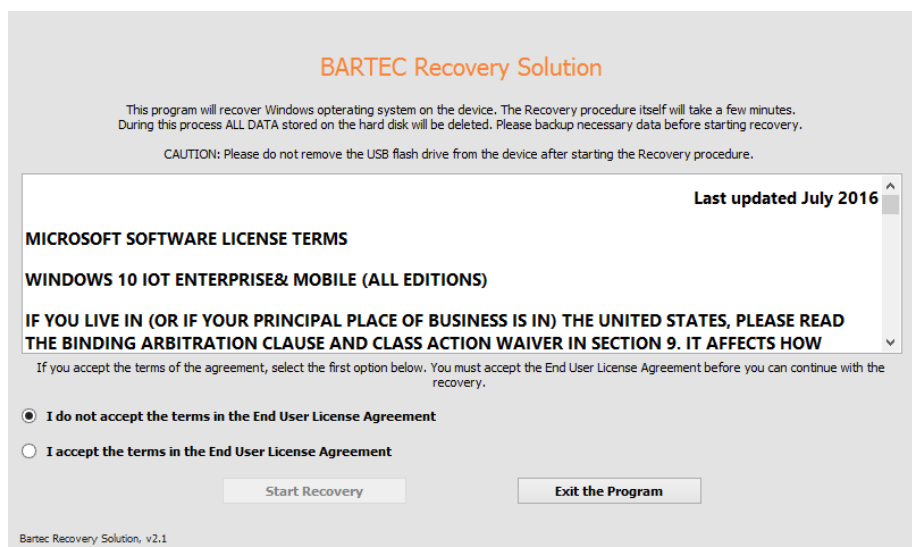 BARTEC Recovery Solution
This program will recover Windows opterating system on the device. The Recovery procedure itself will take a few minutes.
During this process ALL DATA stored on the hard disk will be deleted. Please backup necessary data before starting recovery.
CAUTION: Please do not remove the USB flash drive from the device after starting the Recovery procedure.
Last updated July 2016
MICROSOFT SOFTWARE LICENSE TERMS
WINDOWS 10 IOT ENTERPRISE& MOBILE (ALL EDITIONS)
IF YOU LIVE IN (OR IF YOUR PRINCIPAL PLACE OF BUSINESS IS IN) THE UNITED STATES, PLEASE READ
THE BINDING ARBITRATION CLAUSE AND CLASS ACTION WAIVER IN SECTION 9. IT AFFECTS HOW
If you accept the terms of the agreement, select the first option below. You must accept the End User License Agreement before you can continue with the
recovery.
I do not accept the terms in the End User License Agreement
I accept the terms in the End User License Agreement
Start Recovery
Exit the Program
Bartec Recovery Solution, v2.1